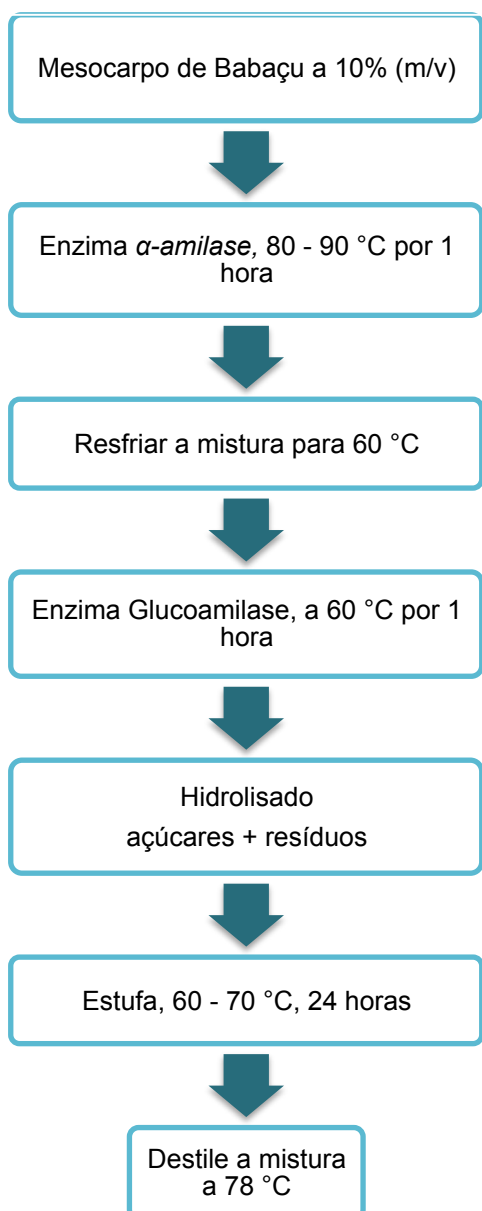 Mesocarpo de Babaçu a 10% (m/v)
Enzima α-amilase, 80 - 90 °C por 1
hora
Resfriar a mistura para 60 °C
Enzima Glucoamilase, a 60 °C por 1
hora
Hidrolisado
açúcares + resíduos
Estufa, 60 - 70 °C, 24 horas
Destile a mistura
a 78 °C